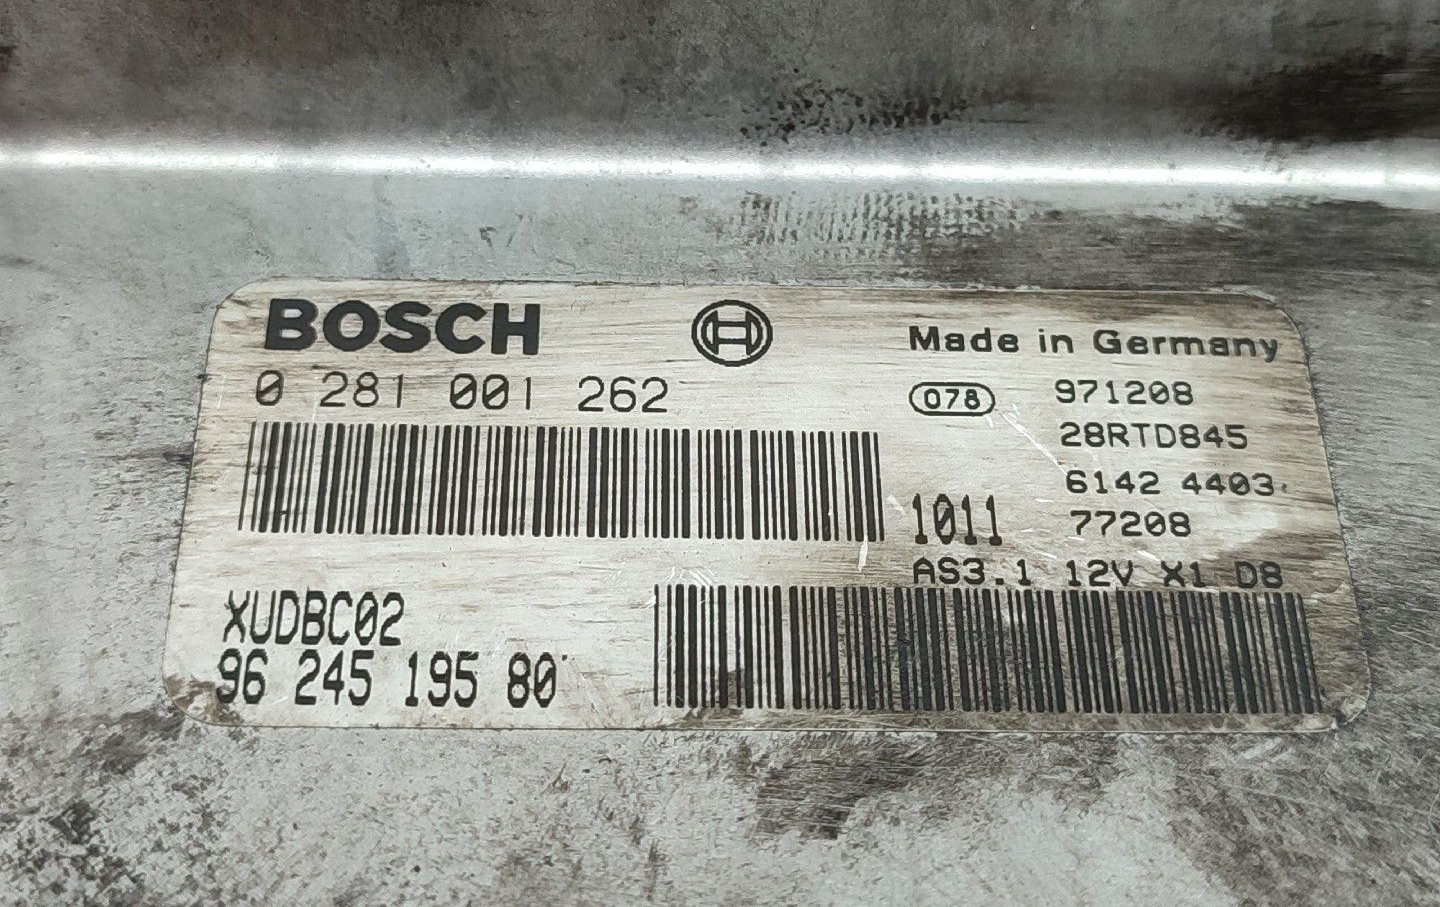 BOSCH
Made in Germany
0 281 001 262
078 971208
28RTD845
6142 4403
1011 77208
AS3.1 12V X1 D8
XUDBC02
96 245 195 80